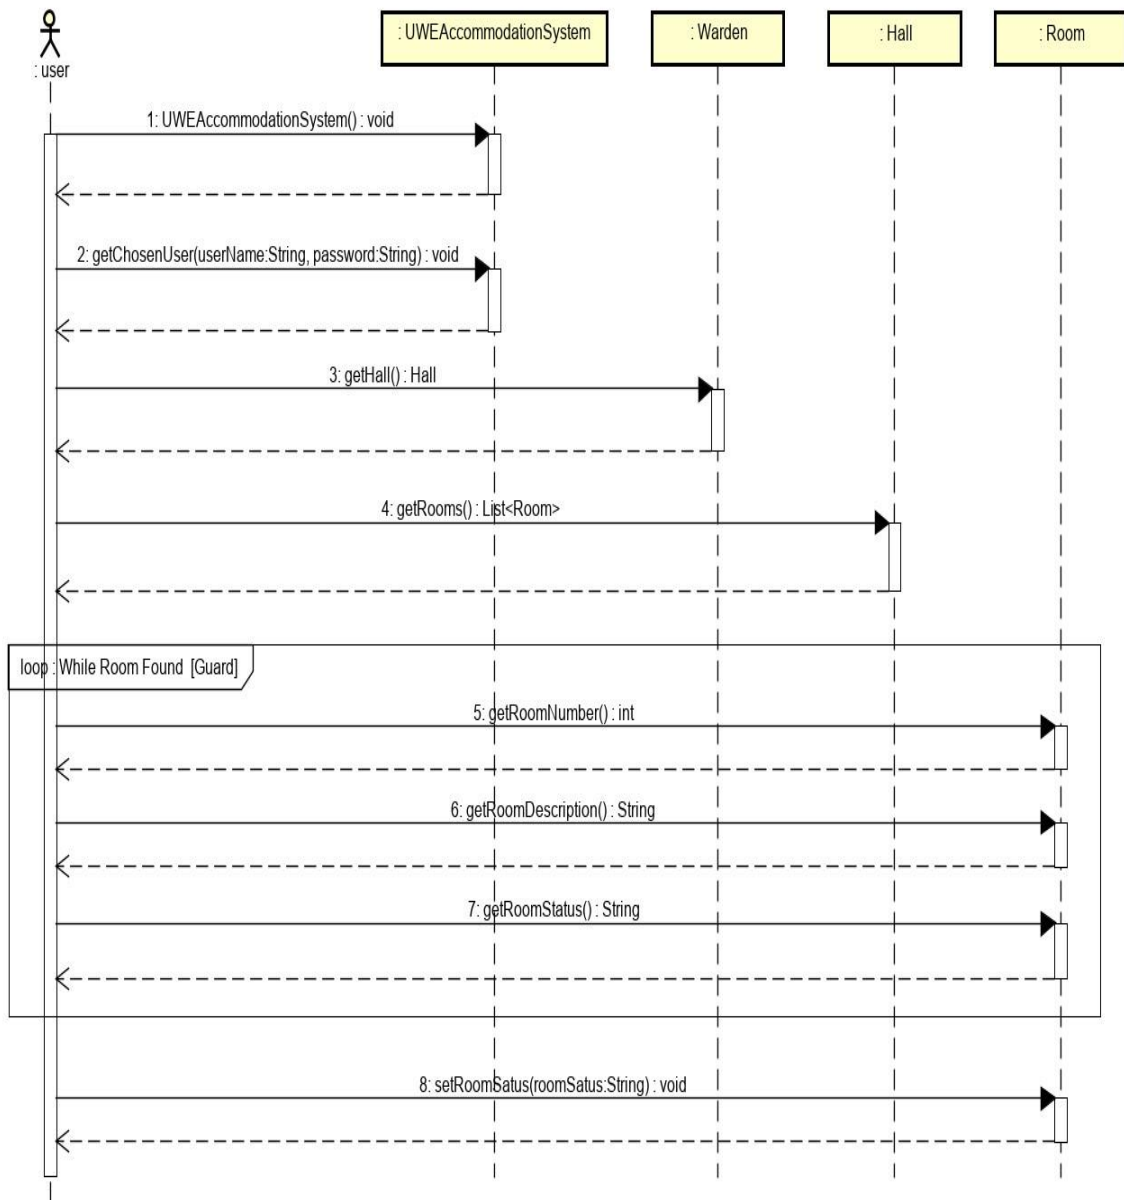 : user
: UWEAccommodationSystem
: Warden
: Hall
: Room
1: UWEAccommodationSystem() : void
2: getChosenUser(userName:String, password:String) : void
3: getHall() : Hall
4: getRooms() : List<Room>
loop : While Room Found [Guard]
5: getRoomNumber() : int
6: getRoomDescription() : String
7: getRoomStatus() : String
8: setRoomSatus(roomSatus:String) : void